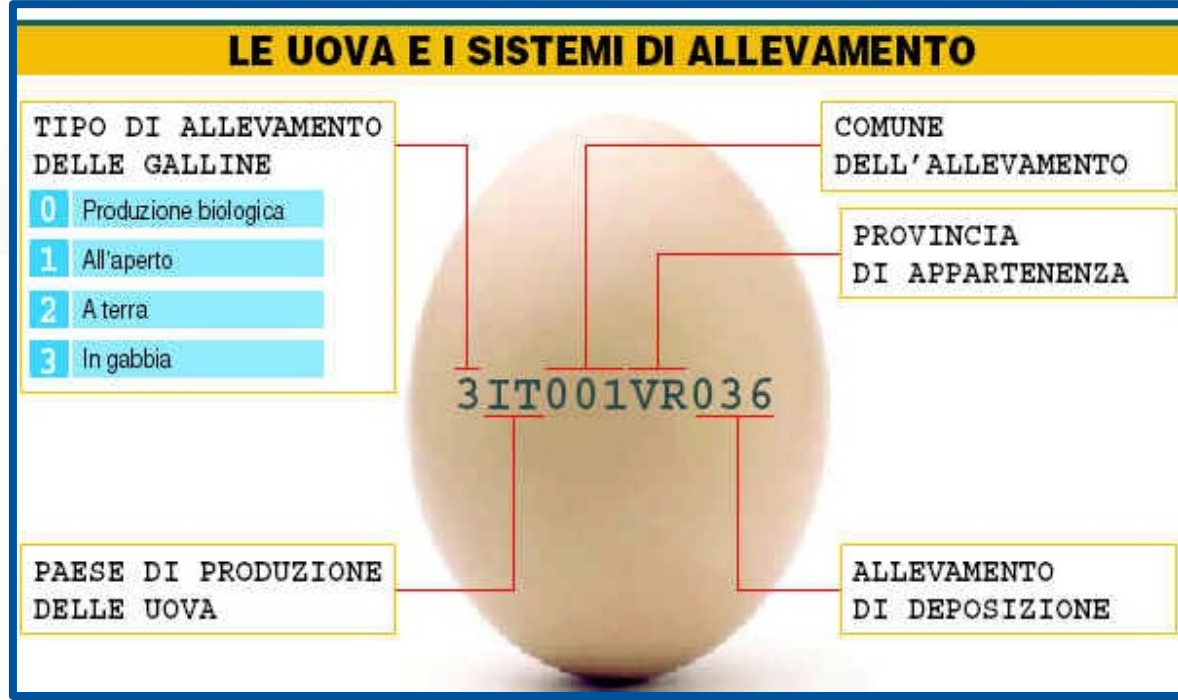 LE UOVA E I SISTEMI DI ALLEVAMENTO
TIPO DI ALLEVAMENTO
DELLE GALLINE
0 Produzione biologica
1 All'aperto
2 A terra
3 In gabbia
COMUNE
DELL'ALLEVAMENTO
PROVINCIA
DI APPARTENENZA
3IT001VR036
PAESE DI PRODUZIONE
DELLE UOVA
ALLEVAMENTO
DI DEPOSIZIONE